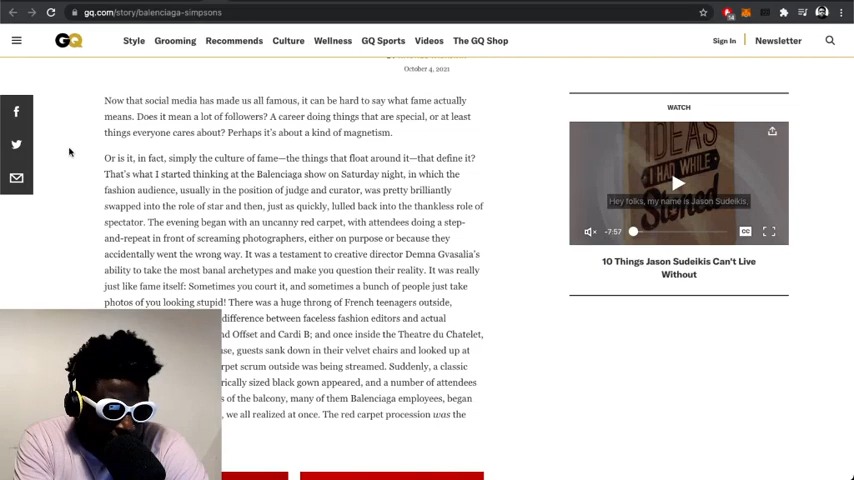 gq.com/story/balenciaga-simpsons
14
GQ
Style Grooming Recommends Culture Wellness GQ Sports Videos The GQ Shop
Sign In
Newsletter
October 4, 2021
Now that social media has made us all famous, it can be hard to say what fame actually
means. Does it mean a lot of followers? A career doing things that are special, or at least
things everyone cares about? Perhaps it's about a kind of magnetism.
Or is it, in fact, simply the culture of fame—the things that float around it—that define it?
That's what I started thinking at the Balenciaga show on Saturday night, in which the
fashion audience, usually in the position of judge and curator, was pretty brilliantly
swapped into the role of star and then, just as quickly, lulled back into the thankless role of
spectator. The evening began with an uncanny red carpet, with attendees doing a step-
and-repeat in front of screaming photographers, either on purpose or because they
accidentally went the wrong way. It was a testament to creative director Demna Gvasalia's
ability to take the most banal archetypes and make you question their reality. It was really
just like fame itself: Sometimes you court it, and sometimes a bunch of people just take
photos of you looking stupid! There was a huge throng of French teenagers outside,
difference between faceless fashion editors and actual
nd Offset and Cardi B; and once inside the Theatre du Chatelet,
se, guests sank down in their velvet chairs and looked up at
rpet scrum outside was being streamed. Suddenly, a classic
rically sized black gown appeared, and a number of attendees
s of the balcony, many of them Balenciaga employees, began
, we all realized at once. The red carpet procession was the
WATCH
IDEAS
I HAD WHILE
Stoned
Hey folks, my name is Jason Sudeikis,
-7:57
CC
10 Things Jason Sudeikis Can't Live
Without